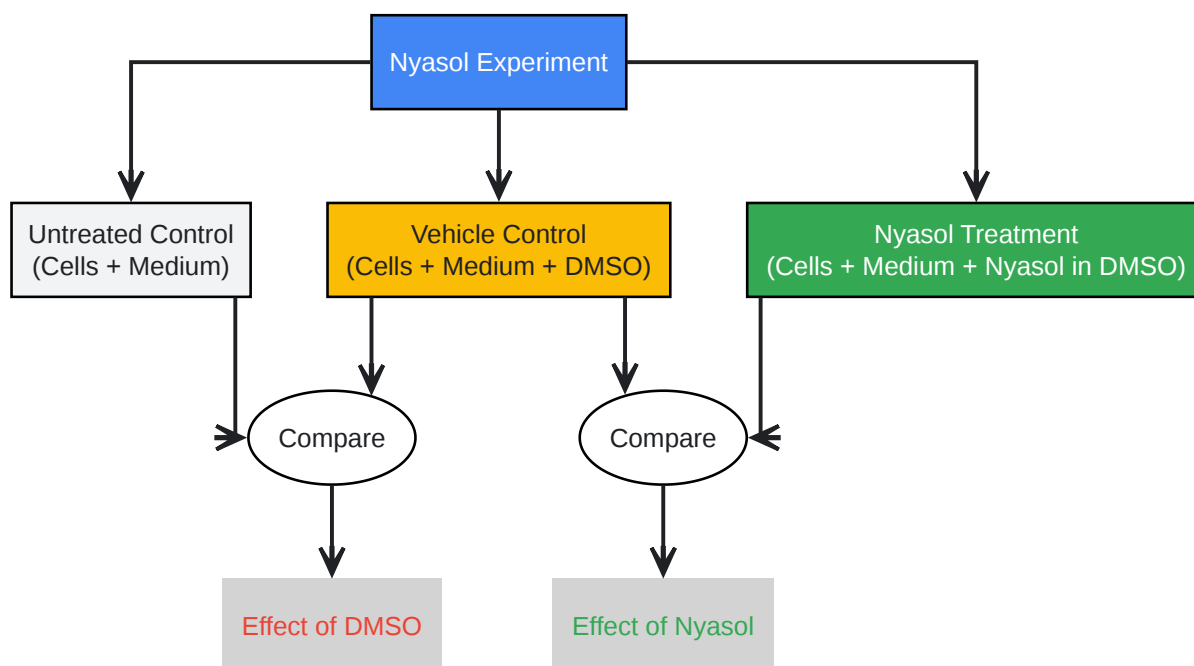 Nyasol Experiment
Untreated Control
(Cells + Medium)
Vehicle Control
(Cells + Medium + DMSO)
Nyasol Treatment
(Cells + Medium + Nyasol in DMSO)
Compare
Compare
Effect of DMSO
Effect of Nyasol